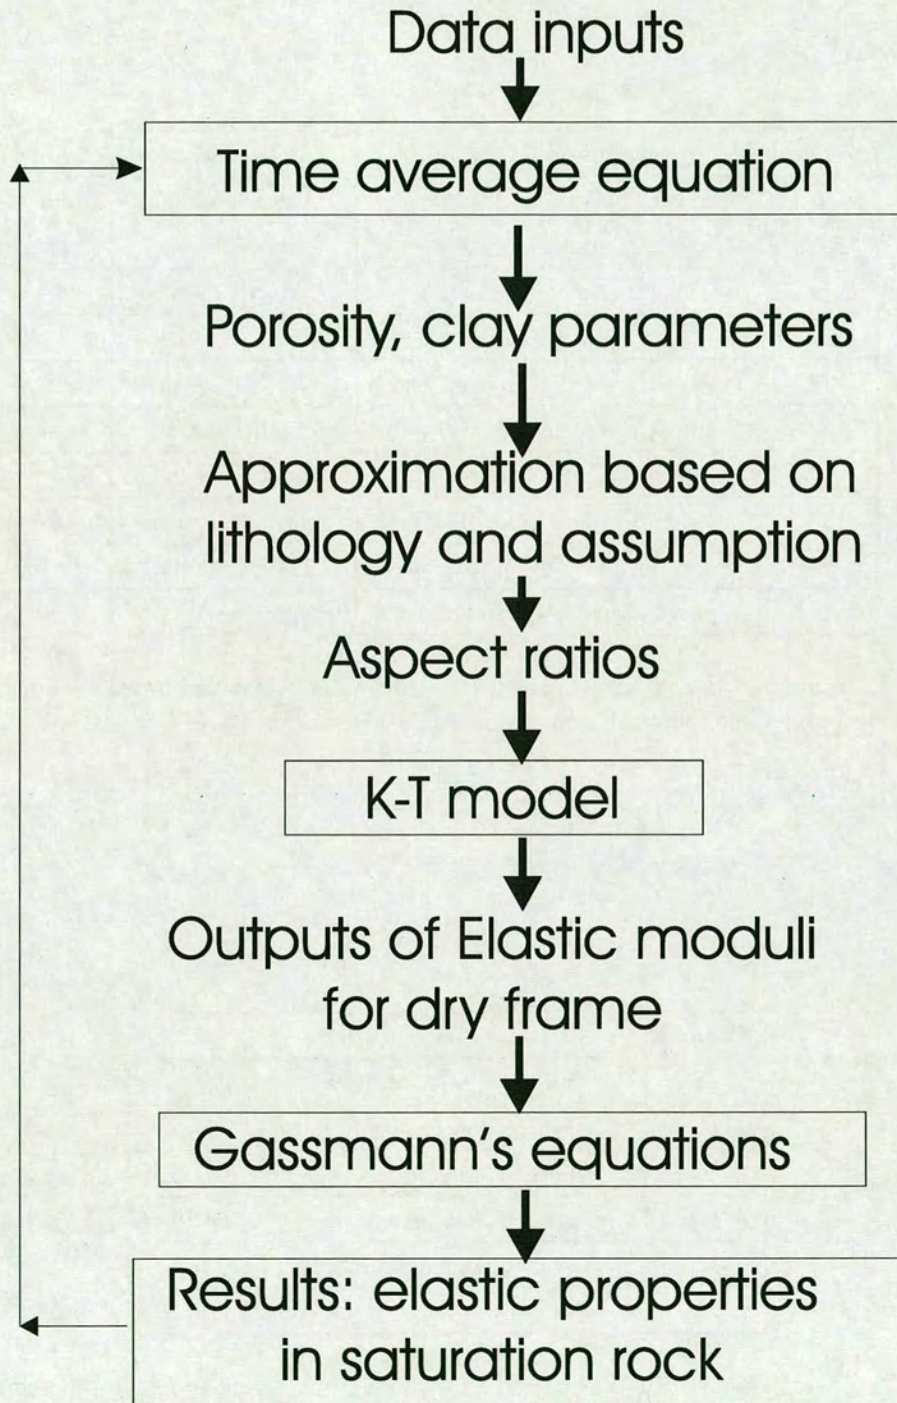 Data inputs
Time average equation
Porosity, clay parameters
Approximation based on
lithology and assumption
Aspect ratios
K-T model
Outputs of Elastic moduli
for dry frame
Gassmann's equations
Results: elastic properties
in saturation rock